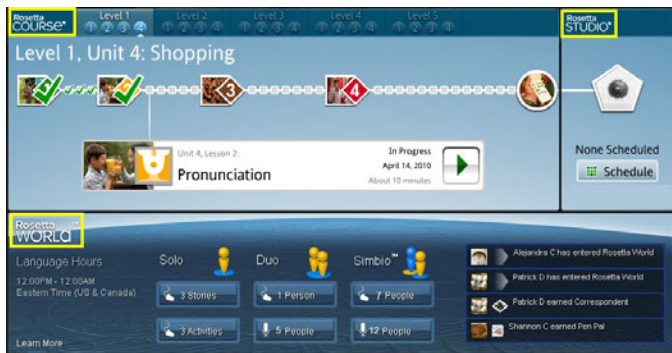 Rosetta
COURSE®
Level 1
1 2 3 4
Level 2
1 2 3 4
Level 3
1 2 3 4
Level 4
1 2 3 4
Level 5
1 2 3 4
Rosetta
STUDIO®
Level 1, Unit 4: Shopping
3
4
Unit 4, Lesson 2:
Pronunciation
In Progress
April 14, 2010
About 10 minutes
None Scheduled
Schedule
Rosetta
WORLD™
Language Hours
12:00PM - 12:00AM
Eastern Time (US & Canada)
Learn More
Solo
3 Stories
3 Activities
Duo
1 Person
5 People
Simbio™
7 People
12 People
Alejandra C has entered Rosetta World
Patrick D has entered Rosetta World
Patrick D earned Correspondent
Shannon C earned Pen Pal